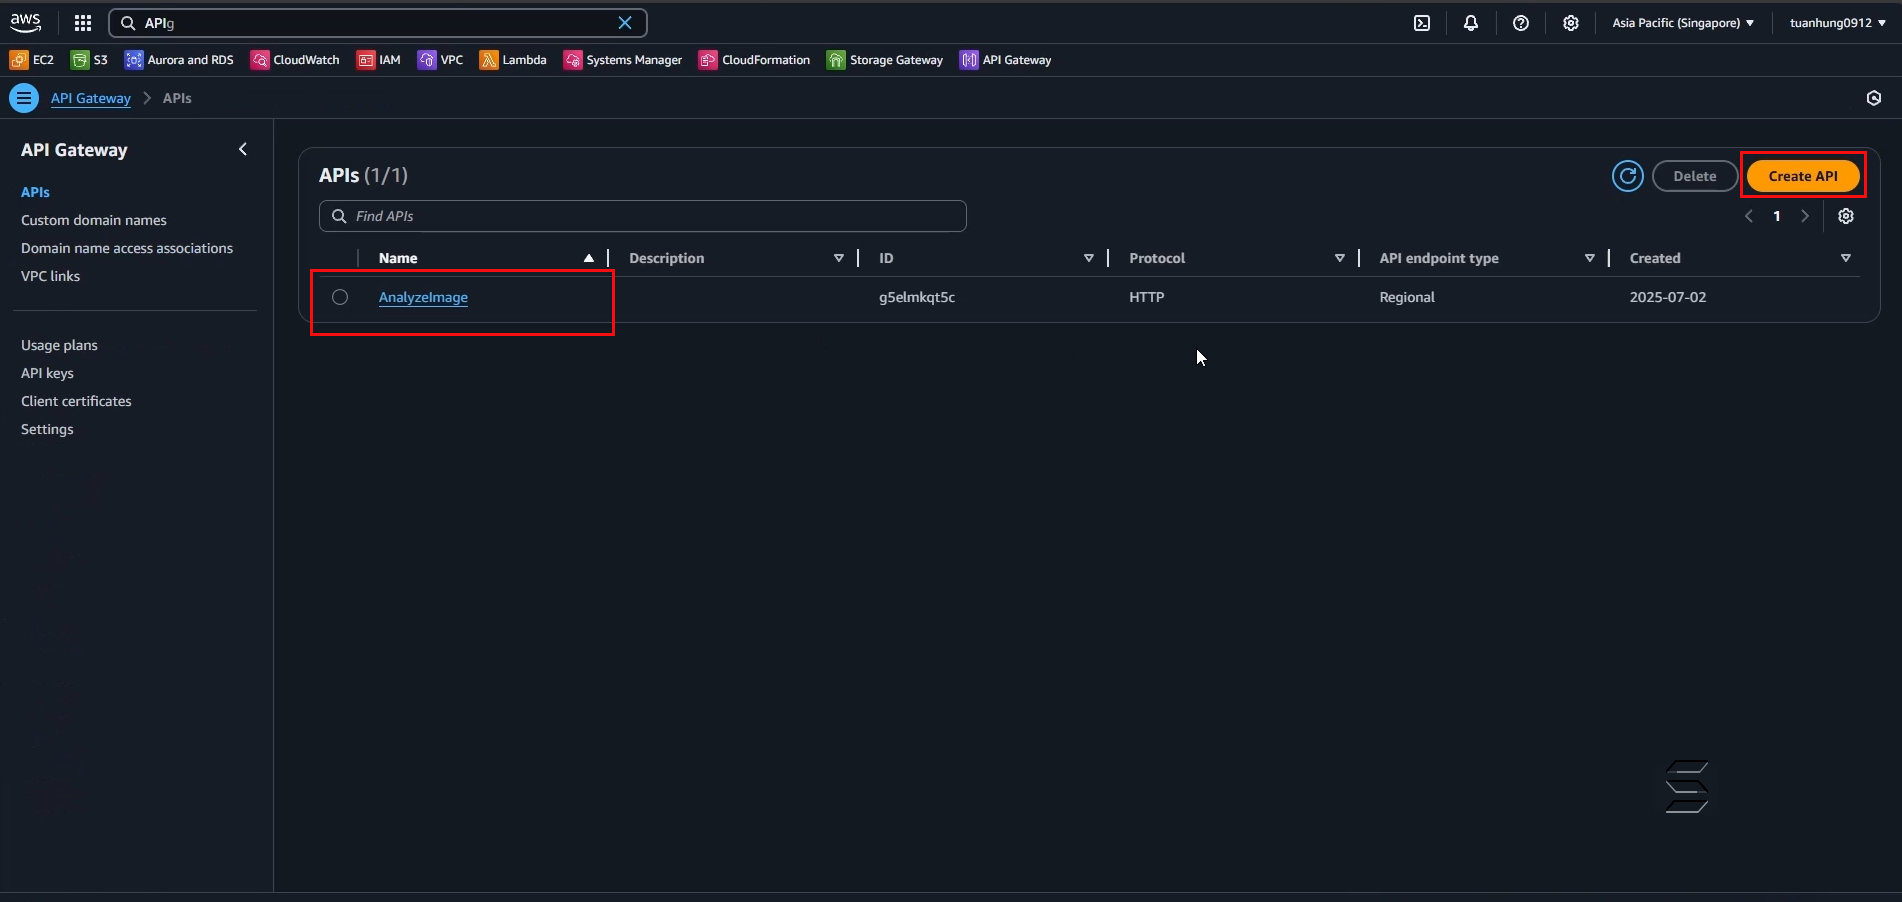 aws
APIg
Asia Pacific (Singapore)
tuanhung0912
EC2
S3
Aurora and RDS
CloudWatch
IAM
VPC
Lambda
Systems Manager
CloudFormation
Storage Gateway
API Gateway
API Gateway
APIs
API Gateway
APIs
Custom domain names
Domain name access associations
VPC links
Usage plans
API keys
Client certificates
Settings
APIs (1/1)
Delete
Create API
Find APIs
1
Name
Description
ID
Protocol
API endpoint type
Created
AnalyzeImage
g5elmkqt5c
HTTP
Regional
2025-07-02